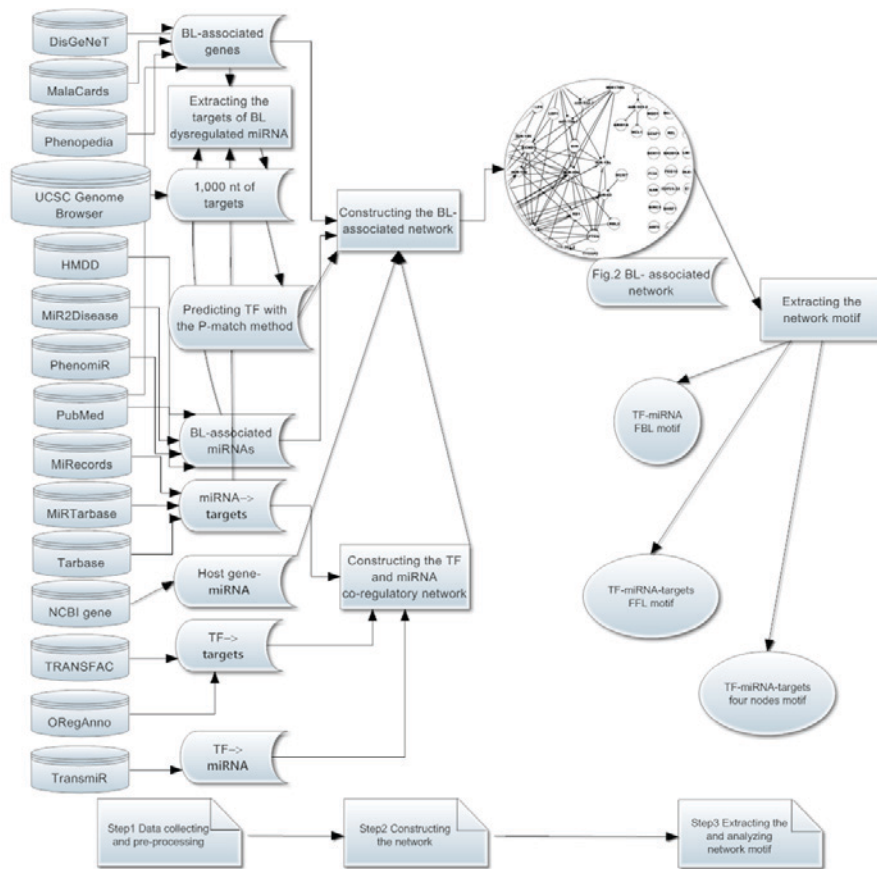 DisGeNeT
MalaCards
Phenopedia
UCSC Genome
Browser
HMDD
MiR2Disease
PhenomiR
PubMed
MiRecords
MiRTarbase
Tarbase
NCBI gene
TRANSFAC
ORegAnno
TransmiR
BL-associated
genes
Extracting the
targets of BL
dysregulated miRNA
1,000 nt of
targets
Predicting TF with
the P-match method
BL-associated
miRNAs
miRNA–>
targets
Host gene-
miRNA
TF–>
targets
TF–>
miRNA
Constructing the BL-
associated network
Constructing the TF
and miRNA
co-regulatory network
Fig.2 BL- associated
network
Extracting the
network motif
TF-miRNA
FBL motif
TF-miRNA-targets
FFL motif
TF-miRNA-targets
four nodes motif
Step1 Data collecting
and pre-processing
Step2 Constructing
the network
Step3 Extracting the
and analyzing
network motif